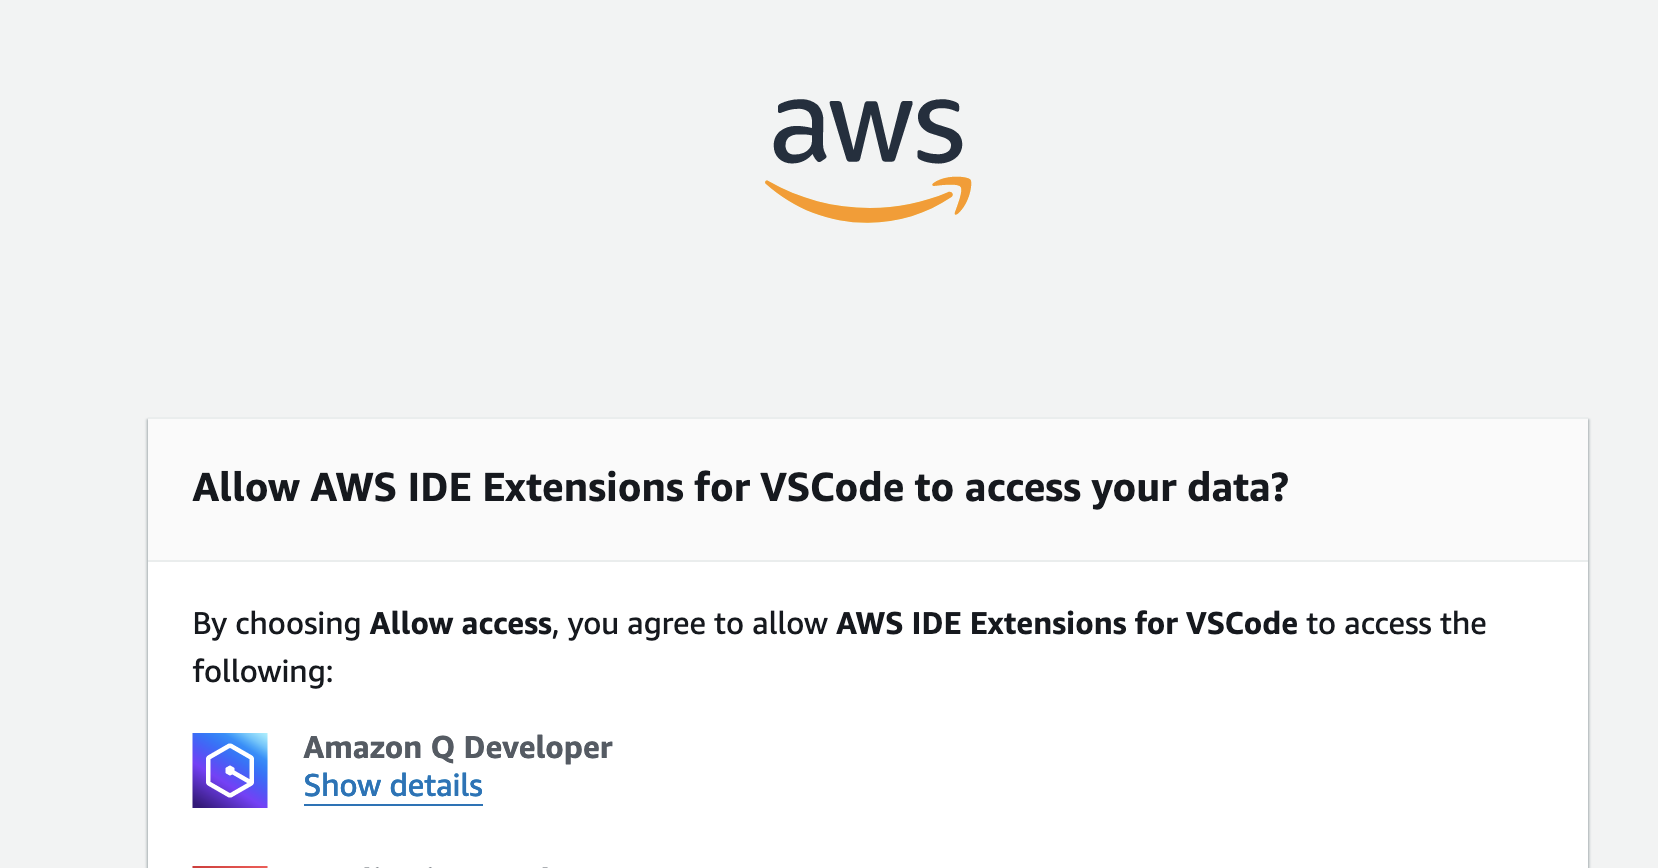 aws
Allow AWS IDE Extensions for VSCode to access your data?
By choosing Allow access, you agree to allow AWS IDE Extensions for VSCode to access the
following:
Amazon Q Developer
Show details